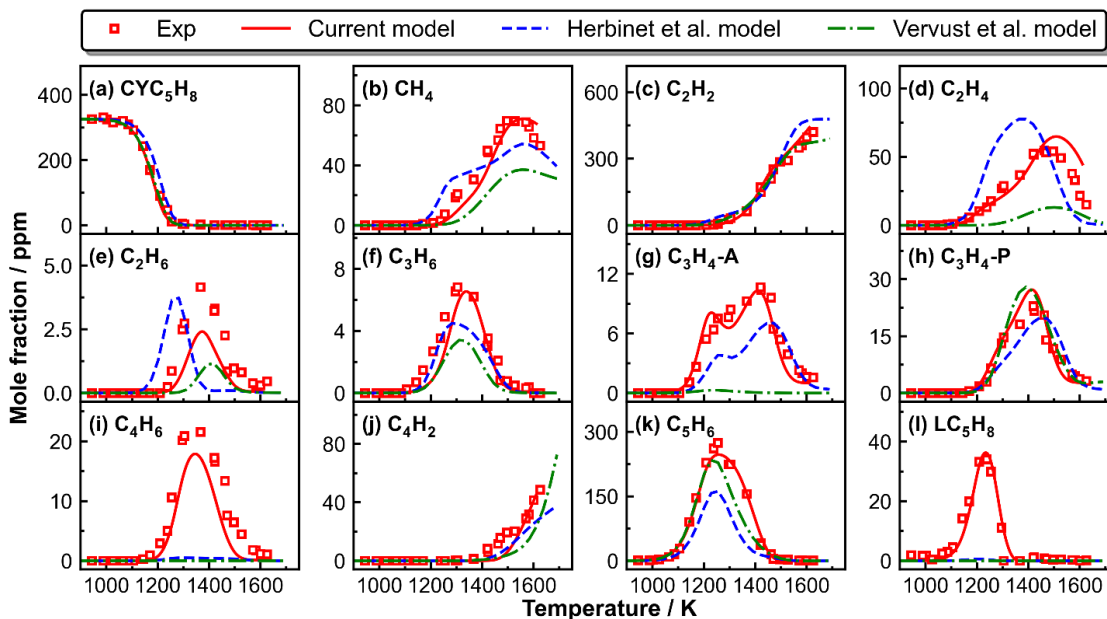 Exp Current model Herbinet et al. model Vervust et al. model
(a) CYC₅H₈ (b) CH₄ (c) C₂H₂ (d) C₂H₄
400 80 600 100
200 40 300 50
0 0 0 0
(e) C₂H₆ (f) C₃H₆ (g) C₃H₄-A (h) C₃H₄-P
5.0 8 12 30
2.5 4 6 15
0.0 0 0 0
(i) C₄H₆ (j) C₄H₂ (k) C₅H₆ (l) LC₅H₈
20 80 300 40
10 40 150 20
0 0 0 0
1000 1200 1400 1600 1000 1200 1400 1600 1000 1200 1400 1600 1000 1200 1400 1600
Mole fraction / ppm
Temperature / K